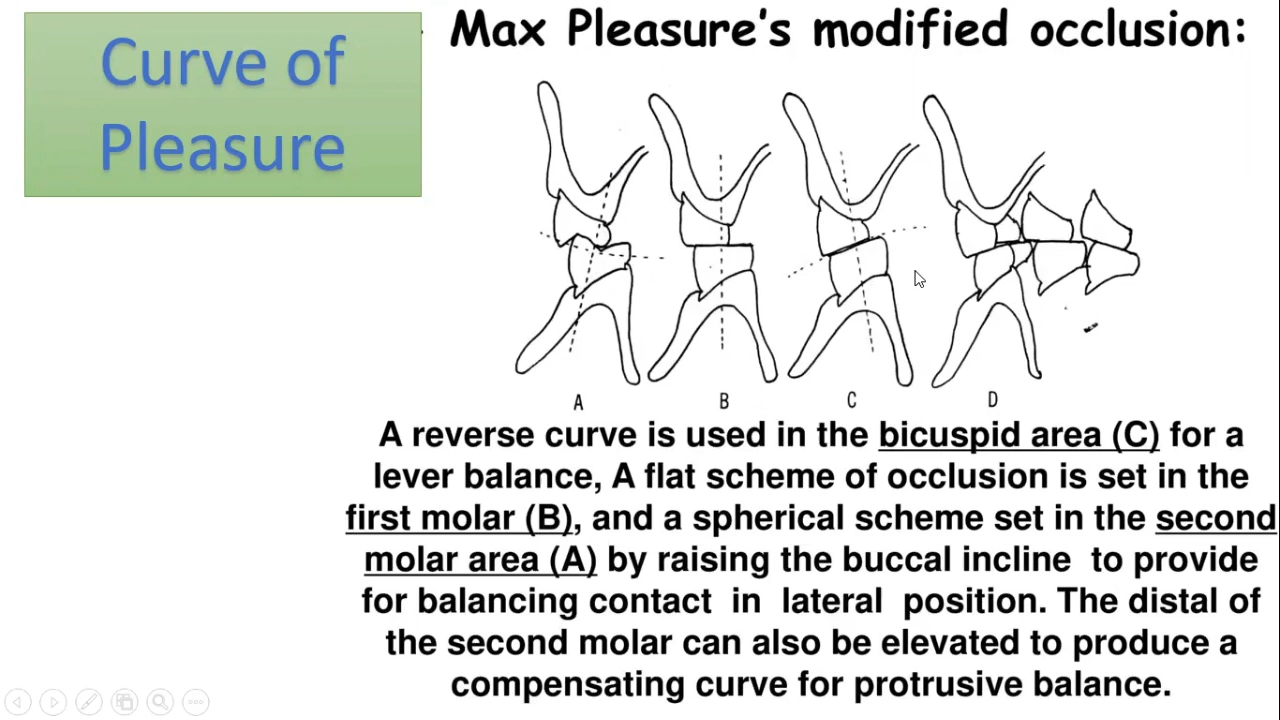 Curve of
Pleasure
Max Pleasure's modified occlusion:
A
B
C
D
A reverse curve is used in the bicuspid area (C) for a
lever balance, A flat scheme of occlusion is set in the
first molar (B), and a spherical scheme set in the second
molar area (A) by raising the buccal incline to provide
for balancing contact in lateral position. The distal of
the second molar can also be elevated to produce a
compensating curve for protrusive balance.